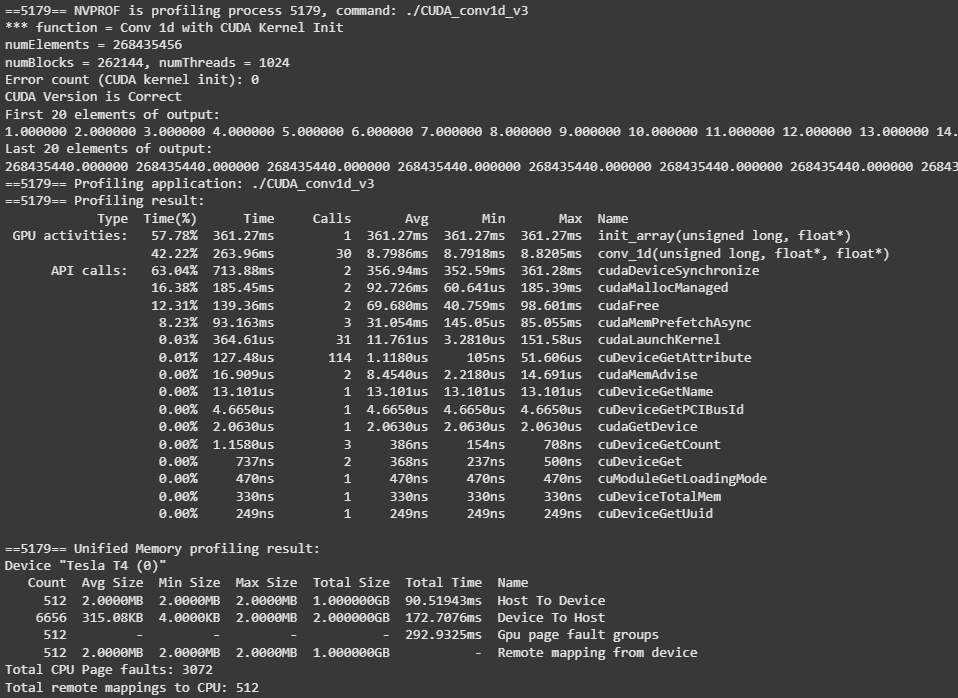 ==5179== NVPROF is profiling process 5179, command: ./CUDA_conv1d_v3
*** function = Conv 1d with CUDA Kernel Init
numElements = 268435456
numBlocks = 262144, numThreads = 1024
Error count (CUDA kernel init): 0
CUDA Version is Correct
First 20 elements of output:
1.000000 2.000000 3.000000 4.000000 5.000000 6.000000 7.000000 8.000000 9.000000 10.000000 11.000000 12.000000 13.000000 14.
Last 20 elements of output:
268435440.000000 268435440.000000 268435440.000000 268435440.000000 268435440.000000 268435440.000000 268435440.000000 26843
==5179== Profiling application: ./CUDA_conv1d_v3
==5179== Profiling result:
Type Time(%) Time Calls Avg Min Max Name
GPU activities: 57.78% 361.27ms 1 361.27ms 361.27ms 361.27ms init_array(unsigned long, float*)
42.22% 263.96ms 30 8.7986ms 8.7918ms 8.8205ms conv_1d(unsigned long, float*, float*)
API calls: 63.04% 713.88ms 2 356.94ms 352.59ms 361.28ms cudaDeviceSynchronize
16.38% 185.45ms 2 92.726ms 60.641us 185.39ms cudaMallocManaged
12.31% 139.36ms 2 69.680ms 40.759ms 98.601ms cudaFree
8.23% 93.163ms 3 31.054ms 145.05us 85.055ms cudaMemPrefetchAsync
0.03% 364.61us 31 11.761us 3.2810us 151.58us cudaLaunchKernel
0.01% 127.48us 114 1.1180us 105ns 51.606us cuDeviceGetAttribute
0.00% 16.909us 2 8.4540us 2.2180us 14.691us cudaMemAdvise
0.00% 13.101us 1 13.101us 13.101us 13.101us cuDeviceGetName
0.00% 4.6650us 1 4.6650us 4.6650us 4.6650us cuDeviceGetPCIBusId
0.00% 2.0630us 1 2.0630us 2.0630us 2.0630us cudaGetDevice
0.00% 1.1580us 3 386ns 154ns 708ns cuDeviceGetCount
0.00% 737ns 2 368ns 237ns 500ns cuDeviceGet
0.00% 470ns 1 470ns 470ns 470ns cuModuleGetLoadingMode
0.00% 330ns 1 330ns 330ns 330ns cuDeviceTotalMem
0.00% 249ns 1 249ns 249ns 249ns cuDeviceGetUuid
==5179== Unified Memory profiling result:
Device "Tesla T4 (0)"
Count Avg Size Min Size Max Size Total Size Total Time Name
512 2.0000MB 2.0000MB 2.0000MB 1.000000GB 90.51943ms Host To Device
6656 315.08KB 4.0000KB 2.0000MB 2.000000GB 172.7076ms Device To Host
512 - - - - 292.9325ms Gpu page fault groups
512 2.0000MB 2.0000MB 2.0000MB 1.000000GB - Remote mapping from device
Total CPU Page faults: 3072
Total remote mappings to CPU: 512